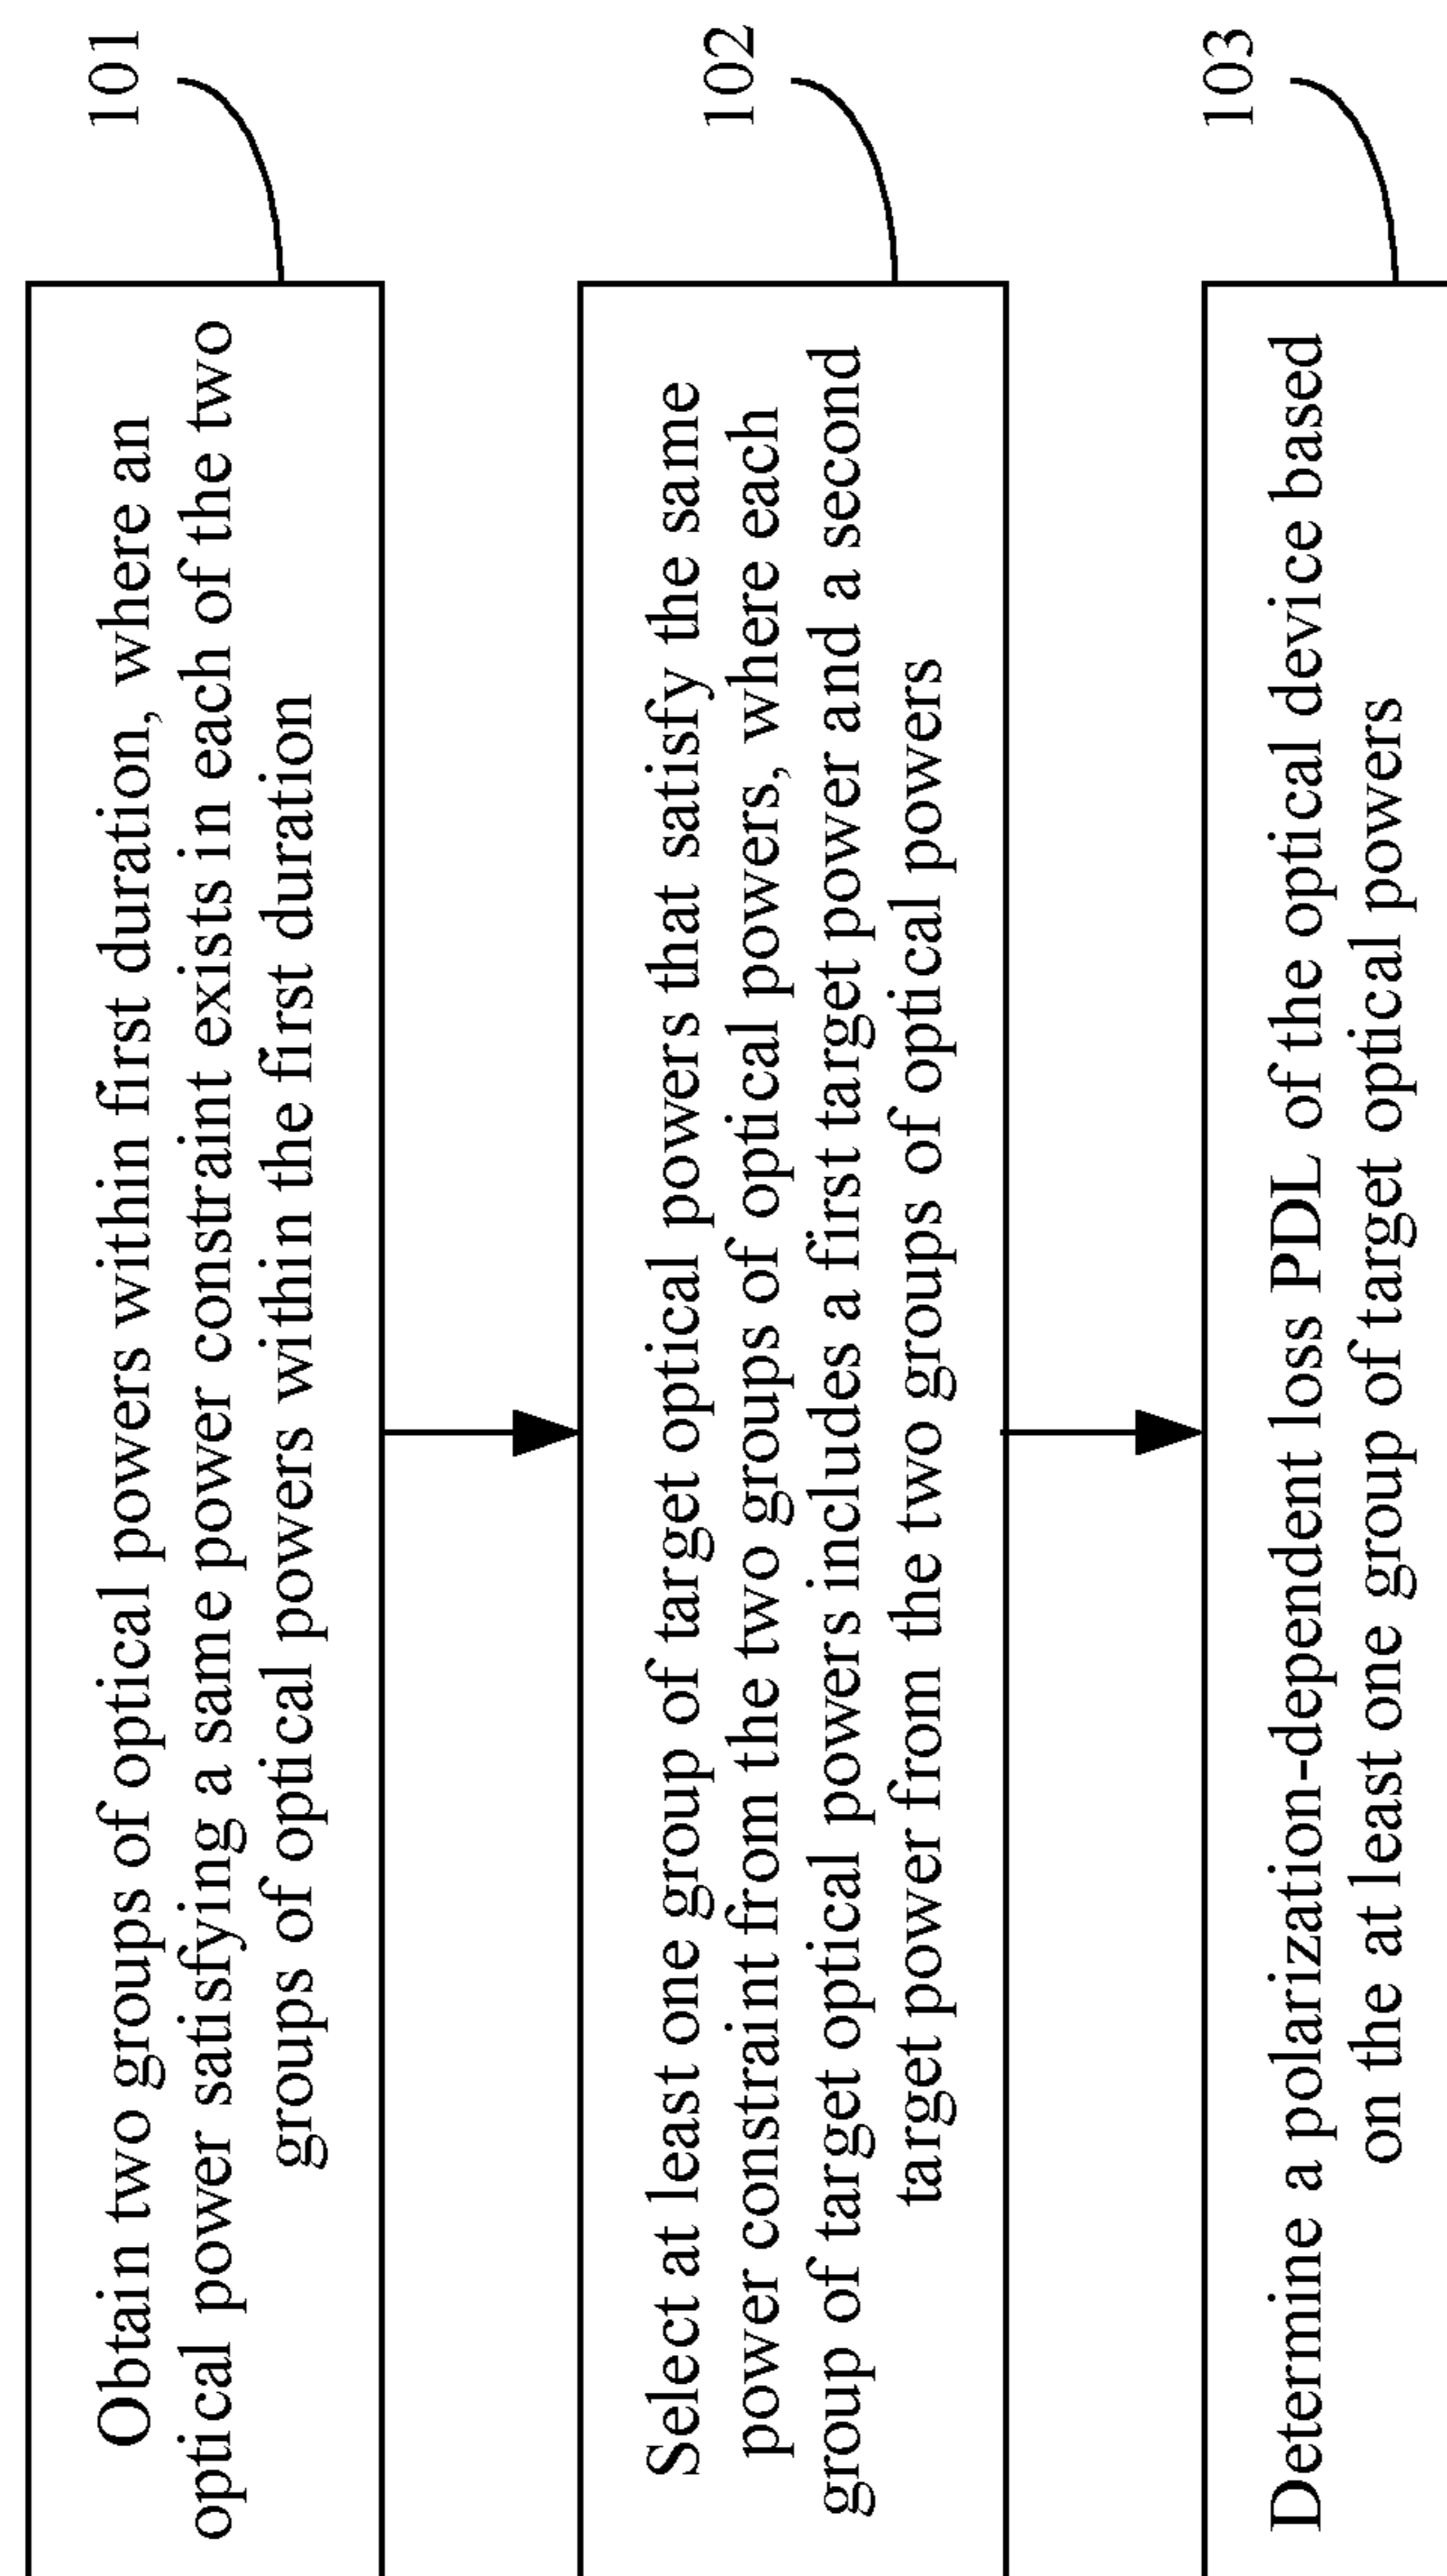 Obtain two groups of optical powers within first duration, where an
optical power satisfying a same power constraint exists in each of the two
groups of optical powers within the first duration
101
Select at least one group of target optical powers that satisfy the same
power constraint from the two groups of optical powers, where each
group of target optical powers includes a first target power and a second
target power from the two groups of optical powers
102
Determine a polarization-dependent loss PDL of the optical device based
on the at least one group of target optical powers
103